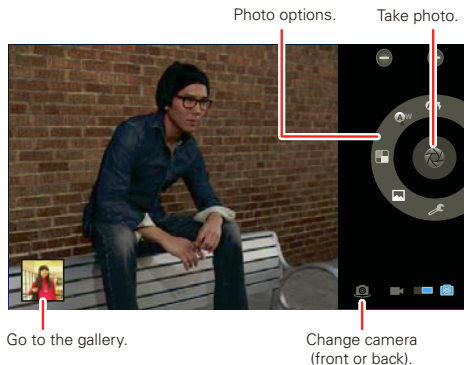 Photo options.
Take photo.
W
Go to the gallery.
Change camera
(front or back).